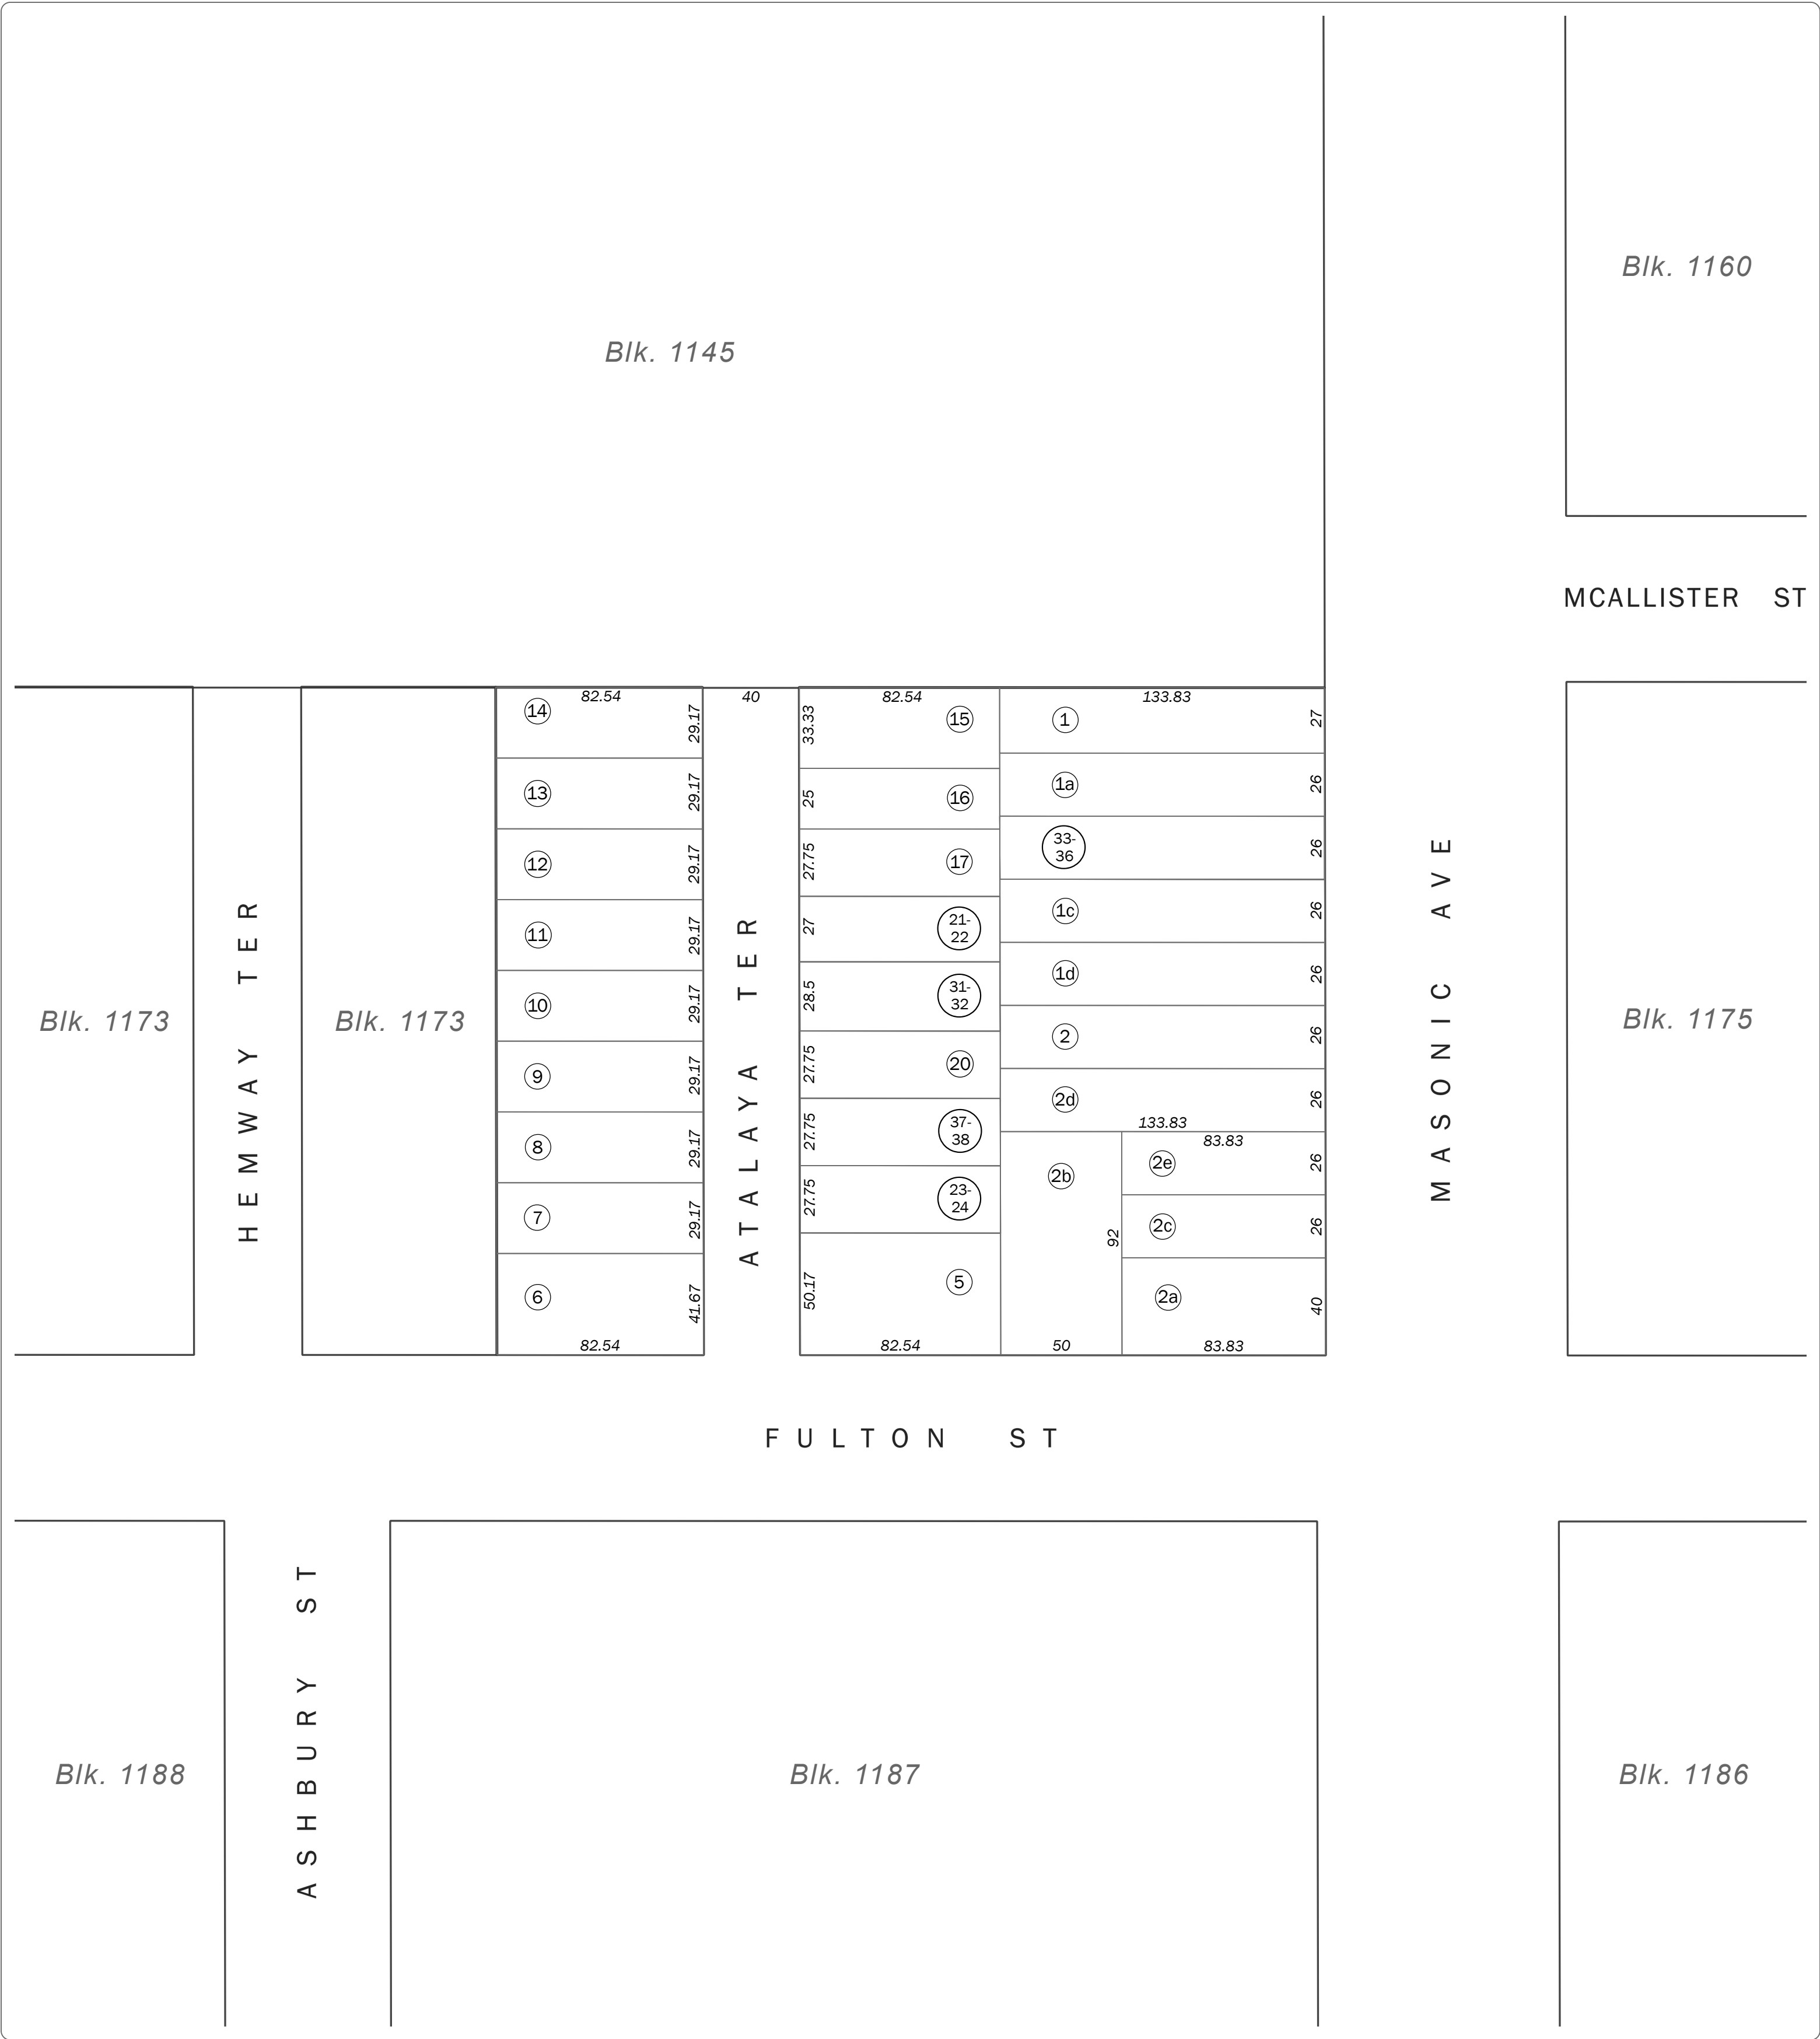 Blk. 1160
Blk. 1145
MCALLISTER ST
82.54
40
82.54
133.83
14
29.17
33.33
15
1
27
13
29.17
25
16
1a
26
12
29.17
27.75
17
33-
36
26
11
29.17
27
21-
22
1c
26
10
29.17
28.5
31-
32
1d
26
9
29.17
27.75
20
2
26
8
29.17
27.75
37-
38
2d
26
133.83
83.83
7
29.17
27.75
23-
24
2b
92
2e
26
2c
26
6
41.67
50.17
5
2a
40
82.54
82.54
50
83.83
Blk. 1173
HEMWAY TER
Blk. 1173
ATALAYA TER
MASONIC AVE
Blk. 1175
FULTON ST
ASHBURY ST
Blk. 1188
Blk. 1187
Blk. 1186